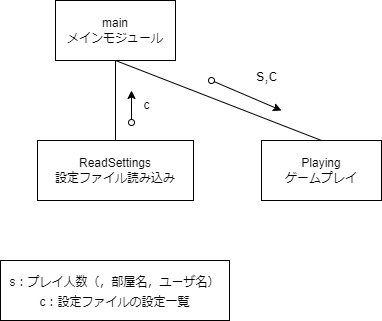 main
メインモジュール
S,C
c
ReadSettings
設定ファイル読み込み
Playing
ゲームプレイ
s：プレイ人数（，部屋名，ユーザ名）
c：設定ファイルの設定一覧